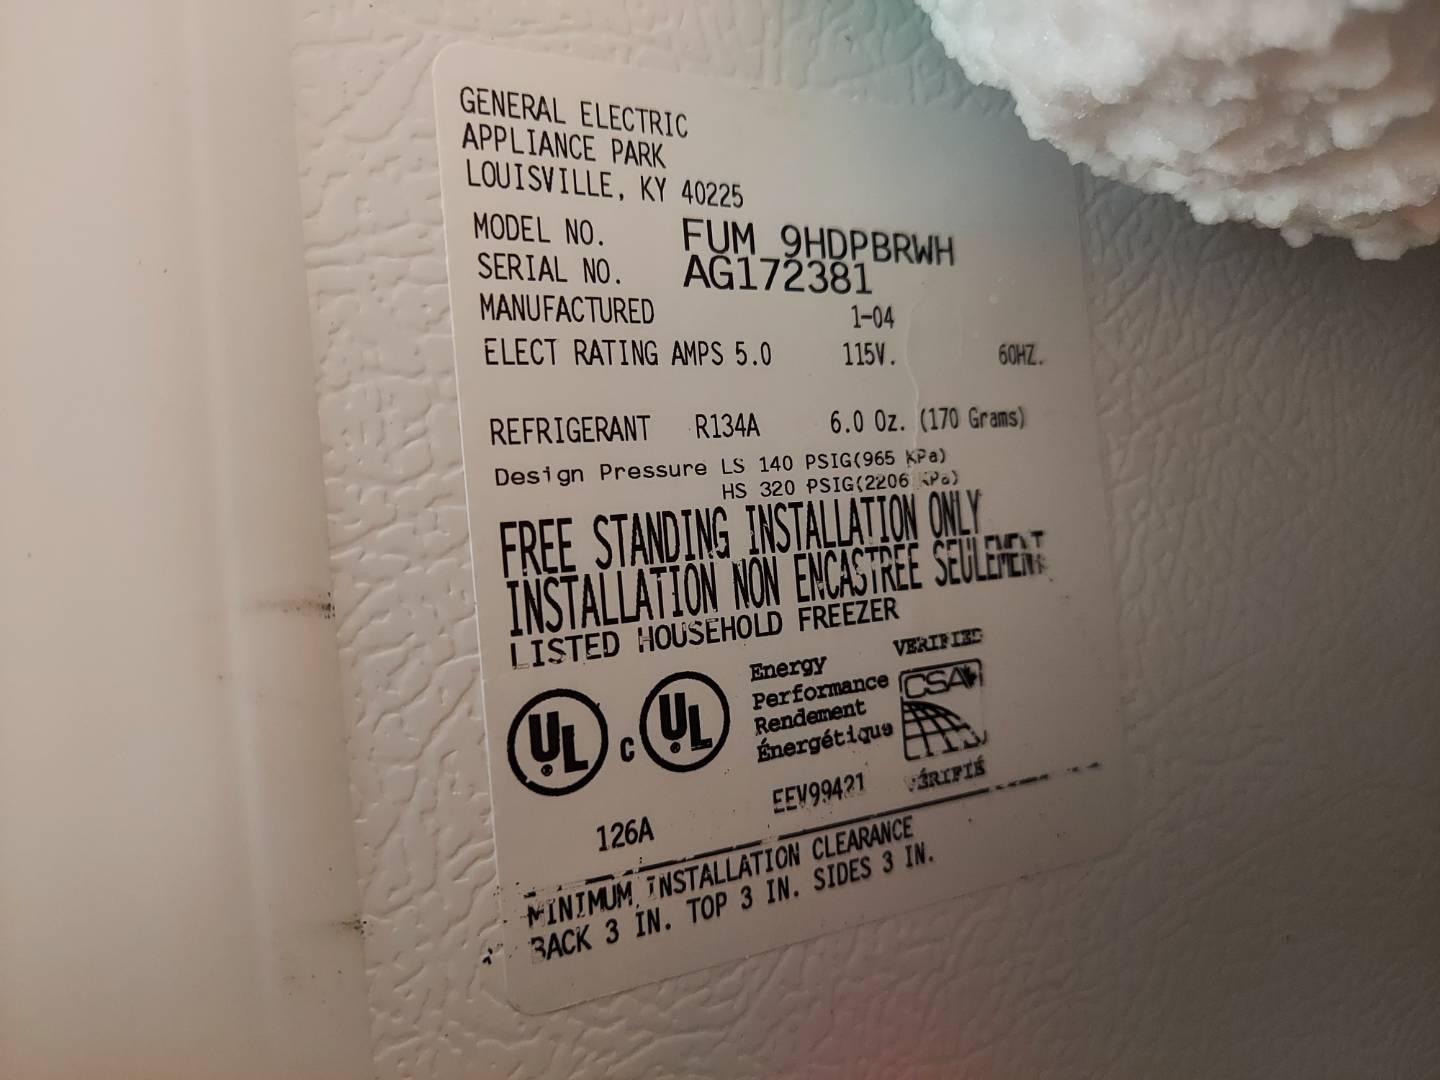 GENERAL ELECTRIC
APPLIANCE PARK
LOUISVILLE, KY 40225
MODEL NO. FUM 9HDPBRWH
SERIAL NO. AG172381
MANUFACTURED 1-04
ELECT RATING AMPS 5.0 115V. 60HZ.
REFRIGERANT R134A 6.0 Oz. (170 Grams)
Design Pressure LS 140 PSIG(965 KPa)
HS 320 PSIG(2206 KPa)
FREE STANDING INSTALLATION ONLY
INSTALLATION NON ENCASTREE SEULEMENT
LISTED HOUSEHOLD FREEZER
UL c UL
Energy
Performance
Rendement
Énergétique
VERIFIED
CSA
VÉRIFIÉ
126A EEV99421
MINIMUM INSTALLATION CLEARANCE
BACK 3 IN. TOP 3 IN. SIDES 3 IN.